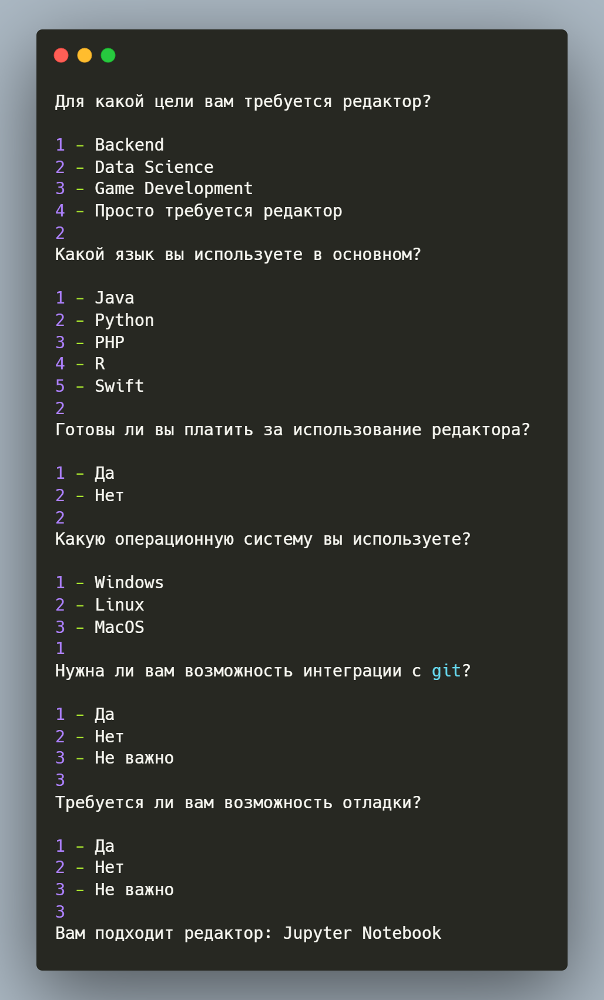 Для какой цели вам требуется редактор?
1 - Backend
2 - Data Science
3 - Game Development
4 - Просто требуется редактор
2
Какой язык вы используете в основном?
1 - Java
2 - Python
3 - PHP
4 - R
5 - Swift
2
Готовы ли вы платить за использование редактора?
1 - Да
2 - Нет
2
Какую операционную систему вы используете?
1 - Windows
2 - Linux
3 - MacOS
1
Нужна ли вам возможность интеграции с git?
1 - Да
2 - Нет
3 - Не важно
3
Требуется ли вам возможность отладки?
1 - Да
2 - Нет
3 - Не важно
3
Вам подходит редактор: Jupyter Notebook